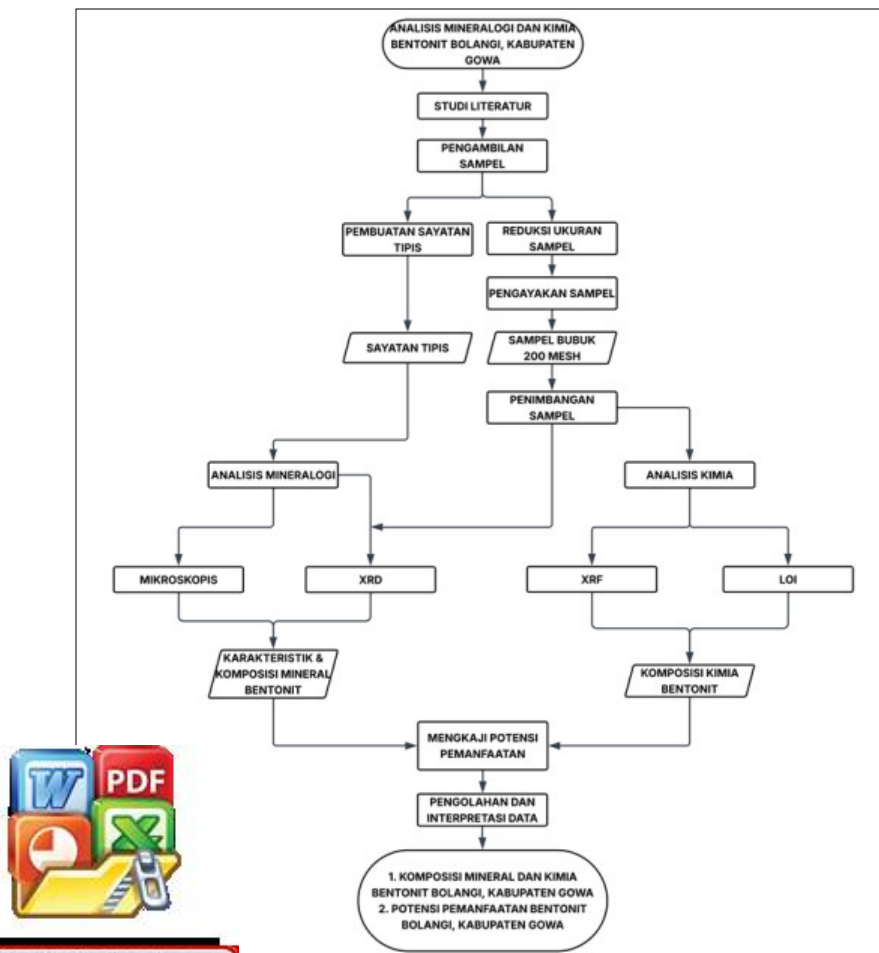 ANALISIS MINERALOGI DAN KIMIA
BENTONIT BOLANGI, KABUPATEN
GOWA
STUDI LITERATUR
PENGAMBILAN
SAMPEL
PEMBUATAN SAYATAN
TIPIS
REDUKSI UKURAN
SAMPEL
PENGAYAKAN SAMPEL
SAYATAN TIPIS
SAMPEL BUBUK
200 MESH
PENIMBANGAN
SAMPEL
ANALISIS MINERALOGI
ANALISIS KIMIA
MIKROSKOPIS
XRD
XRF
LOI
KARAKTERISTIK &
KOMPOSISI MINERAL
BENTONIT
KOMPOSISI KIMIA
BENTONIT
MENGKAJI POTENSI
PEMANFAATAN
PENGOLAHAN DAN
INTERPRETASI DATA
1. KOMPOSISI MINERAL DAN KIMIA
BENTONIT BOLANGI, KABUPATEN GOWA
2. POTENSI PEMANFAATAN BENTONIT
BOLANGI, KABUPATEN GOWA
W
PDF
X